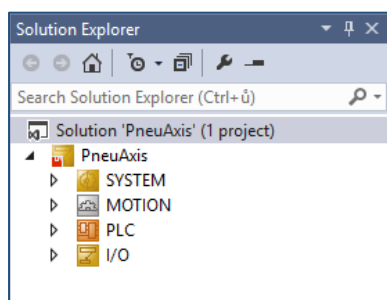 Solution Explorer
Search Solution Explorer (Ctrl+ů)
Solution 'PneuAxis' (1 project)
PneuAxis
SYSTEM
MOTION
PLC
I/O